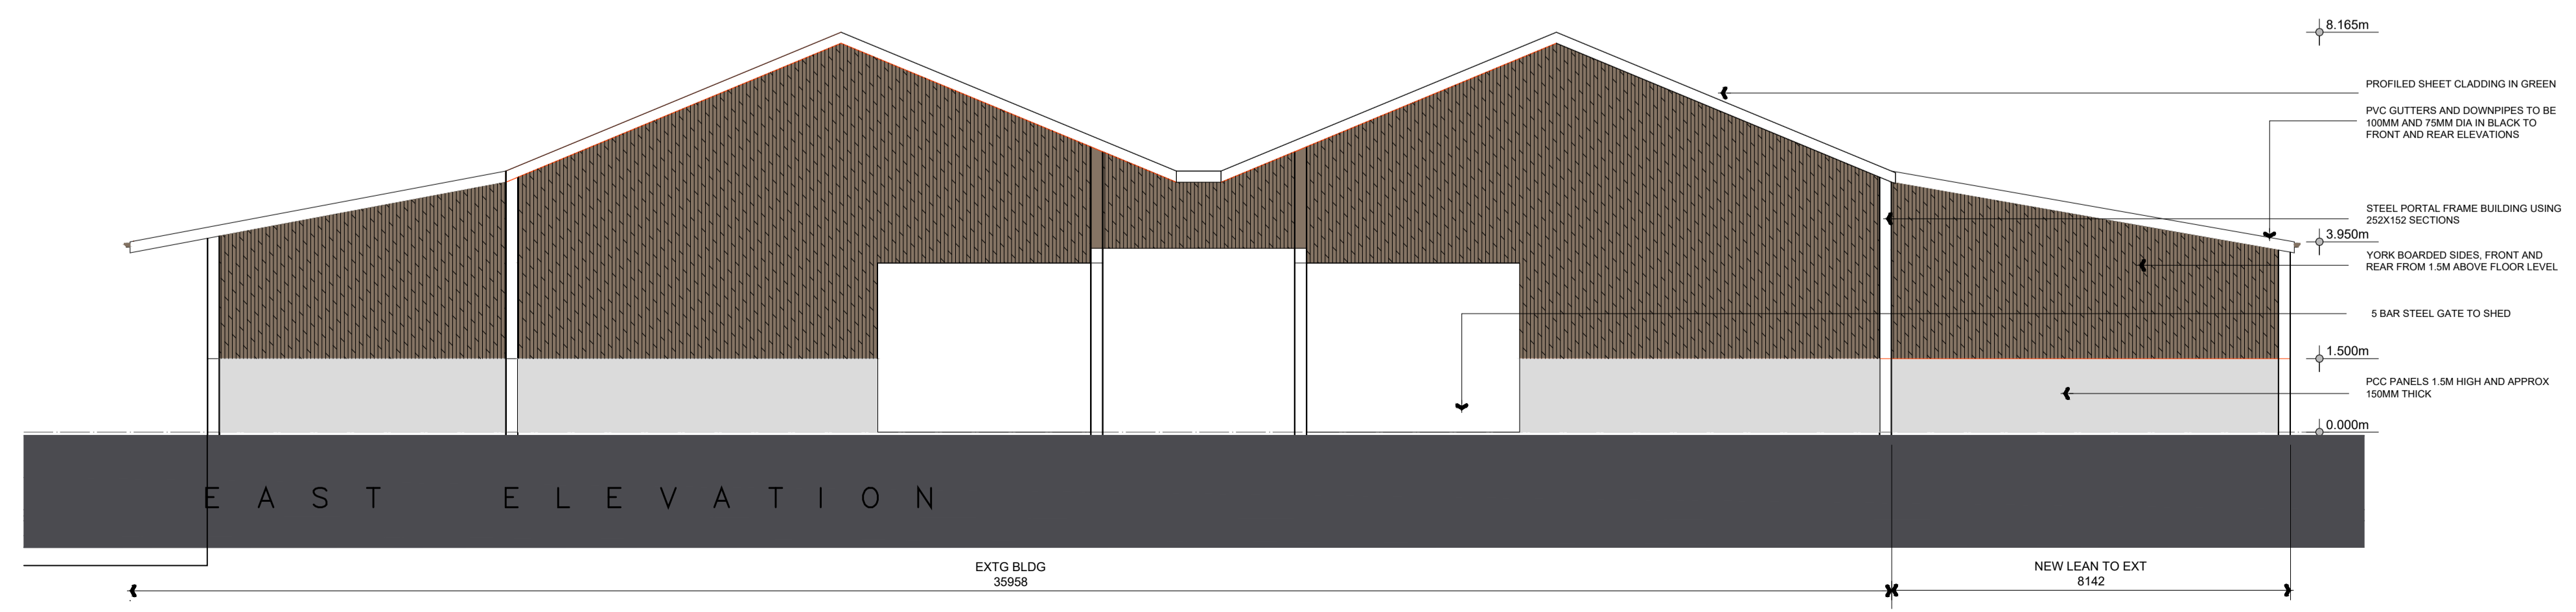 8.165m
PROFILED SHEET CLADDING IN GREEN
PVC GUTTERS AND DOWNPIPES TO BE
100MM AND 75MM DIA IN BLACK TO
FRONT AND REAR ELEVATIONS
STEEL PORTAL FRAME BUILDING USING
252X152 SECTIONS
3.950m
YORK BOARDED SIDES, FRONT AND
REAR FROM 1.5M ABOVE FLOOR LEVEL
5 BAR STEEL GATE TO SHED
1.500m
PCC PANELS 1.5M HIGH AND APPROX
150MM THICK
0.000m
EAST ELEVATION
EXTG BLDG
35958
NEW LEAN TO EXT
8142